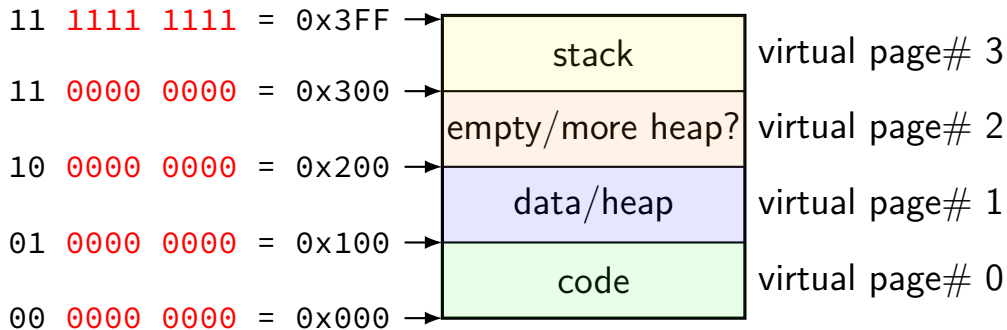 11 1111 1111 = 0x3FF
stack
virtual page# 3
11 0000 0000 = 0x300
empty/more heap?
virtual page# 2
10 0000 0000 = 0x200
data/heap
virtual page# 1
01 0000 0000 = 0x100
code
virtual page# 0
00 0000 0000 = 0x000